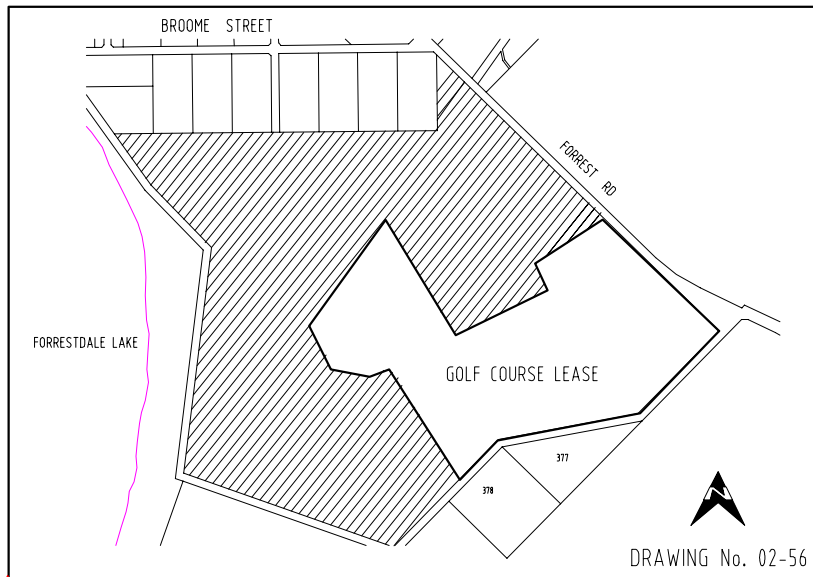 BROOME STREET
FORREST RD
FORRESTDALE LAKE
GOLF COURSE LEASE
377
378
N
DRAWING No. 02-56